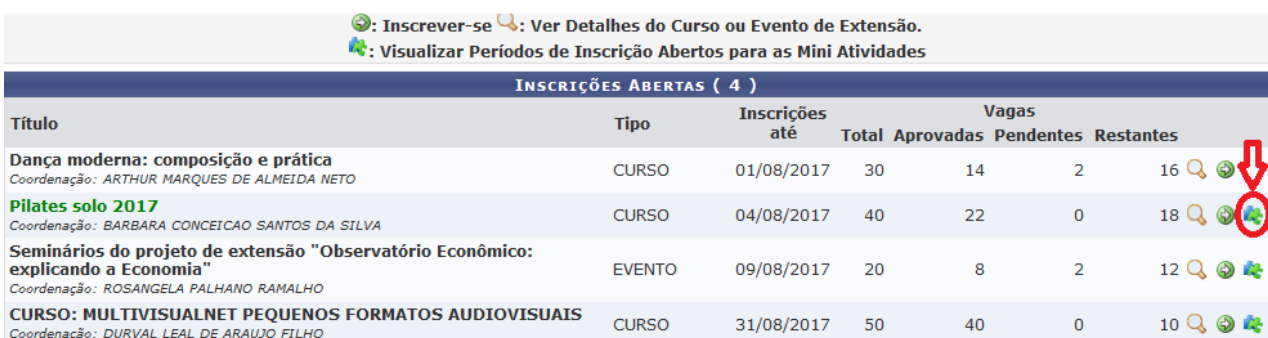 : Inscrever-se : Ver Detalhes do Curso ou Evento de Extensão.
: Visualizar Períodos de Inscrição Abertos para as Mini Atividades
INSCRIÇÕES ABERTAS ( 4 )
Título Tipo Inscrições até Vagas
Total Aprovadas Pendentes Restantes
Dança moderna: composição e prática
Coordenação: ARTHUR MARQUES DE ALMEIDA NETO
CURSO 01/08/2017 30 14 2 16
Pilates solo 2017
Coordenação: BARBARA CONCEICAO SANTOS DA SILVA
CURSO 04/08/2017 40 22 0 18
Seminários do projeto de extensão "Observatório Econômico:
explicando a Economia"
Coordenação: ROSANGELA PALHANO RAMALHO
EVENTO 09/08/2017 20 8 2 12
CURSO: MULTIVISUALNET PEQUENOS FORMATOS AUDIOVISUAIS
Coordenação: DURVAL LEAL DE ARAUJO FILHO
CURSO 31/08/2017 50 40 0 10